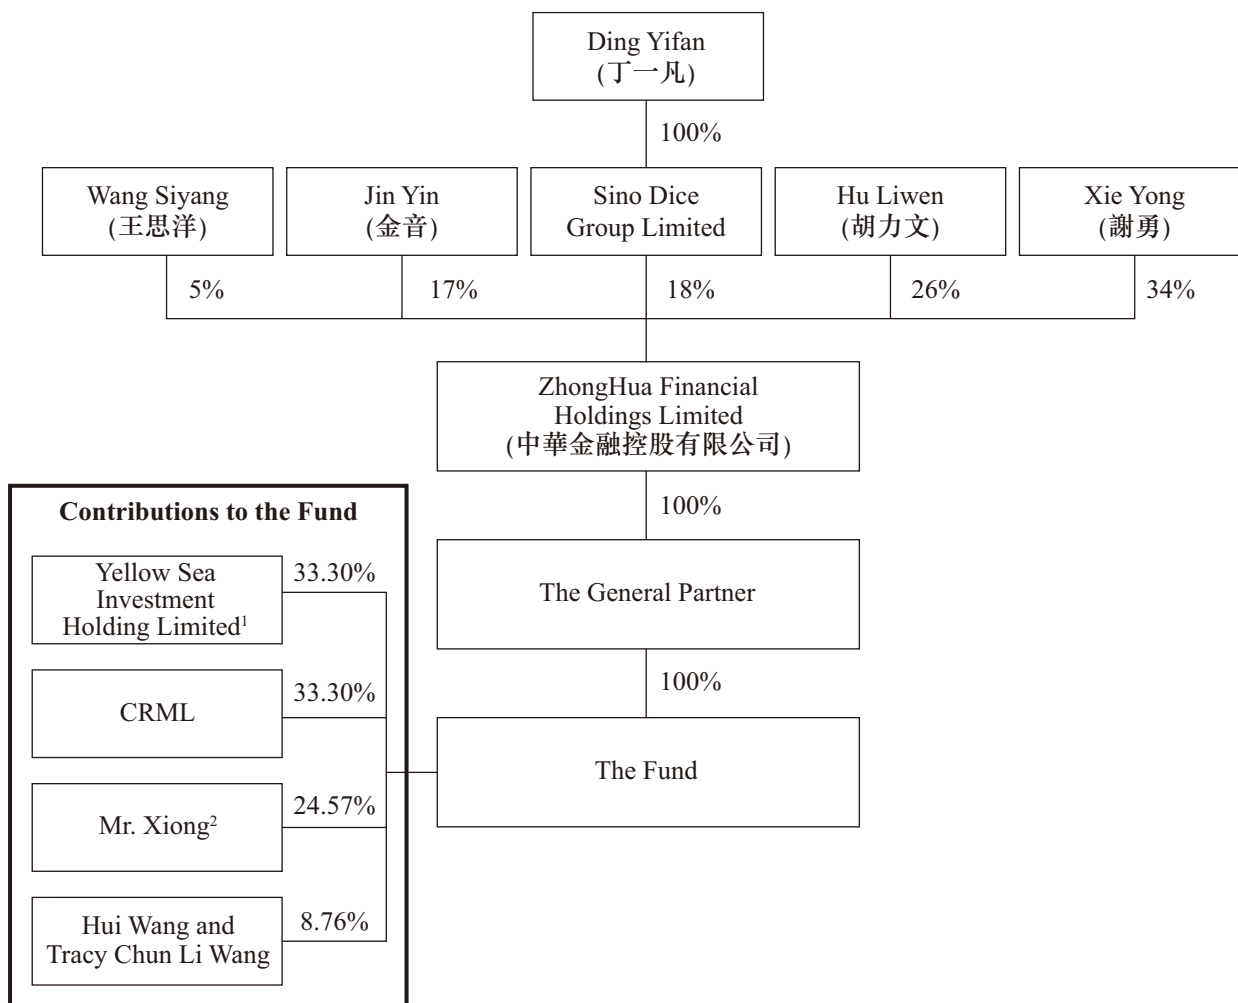 Ding Yifan
(丁一凡)
100%
Wang Siyang
(王思洋)
Jin Yin
(金音)
Sino Dice
Group Limited
Hu Liwen
(胡力文)
Xie Yong
(謝勇)
5%
17%
18%
26%
34%
ZhongHua Financial
Holdings Limited
(中華金融控股有限公司)
100%
The General Partner
100%
The Fund
Contributions to the Fund
Yellow Sea
Investment
Holding Limited¹
33.30%
CRML
33.30%
Mr. Xiong²
24.57%
Hui Wang and
Tracy Chun Li Wang
8.76%